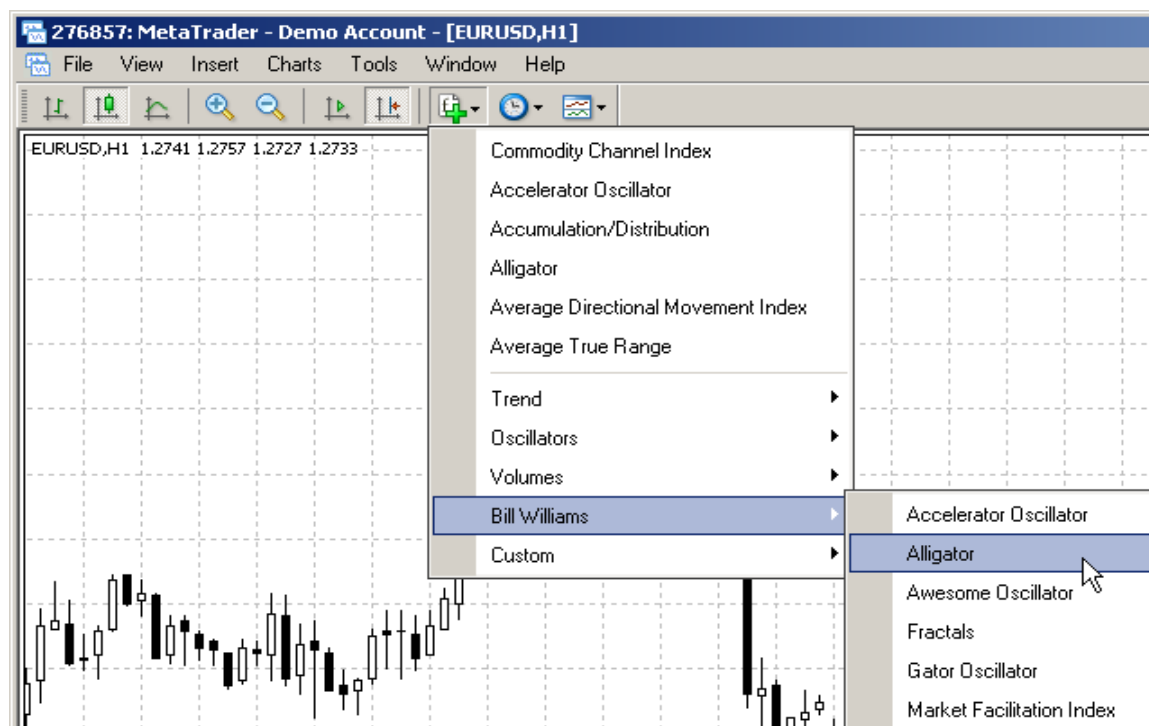 276857: MetaTrader - Demo Account - [EURUSD,H1]
File View Insert Charts Tools Window Help
EURUSD,H1 1.2741 1.2757 1.2727 1.2733
Commodity Channel Index
Accelerator Oscillator
Accumulation/Distribution
Alligator
Average Directional Movement Index
Average True Range
Trend
Oscillators
Volumes
Bill Williams
Custom
Accelerator Oscillator
Alligator
Awesome Oscillator
Fractals
Gator Oscillator
Market Facilitation Index